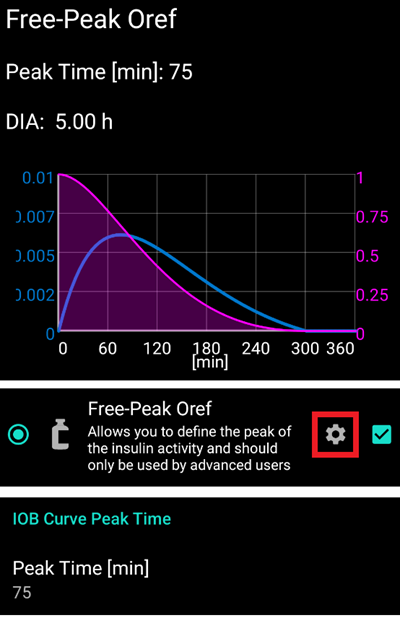 Free-Peak Oref
Peak Time [min]: 75
DIA: 5.00 h
0.01 1
0.007 0.75
0.005 0.5
0.002 0.25
0 0
0 60 120 180 240 300 360
[min]
Free-Peak Oref
Allows you to define the peak of
the insulin activity and should
only be used by advanced users
IOB Curve Peak Time
Peak Time [min]
75